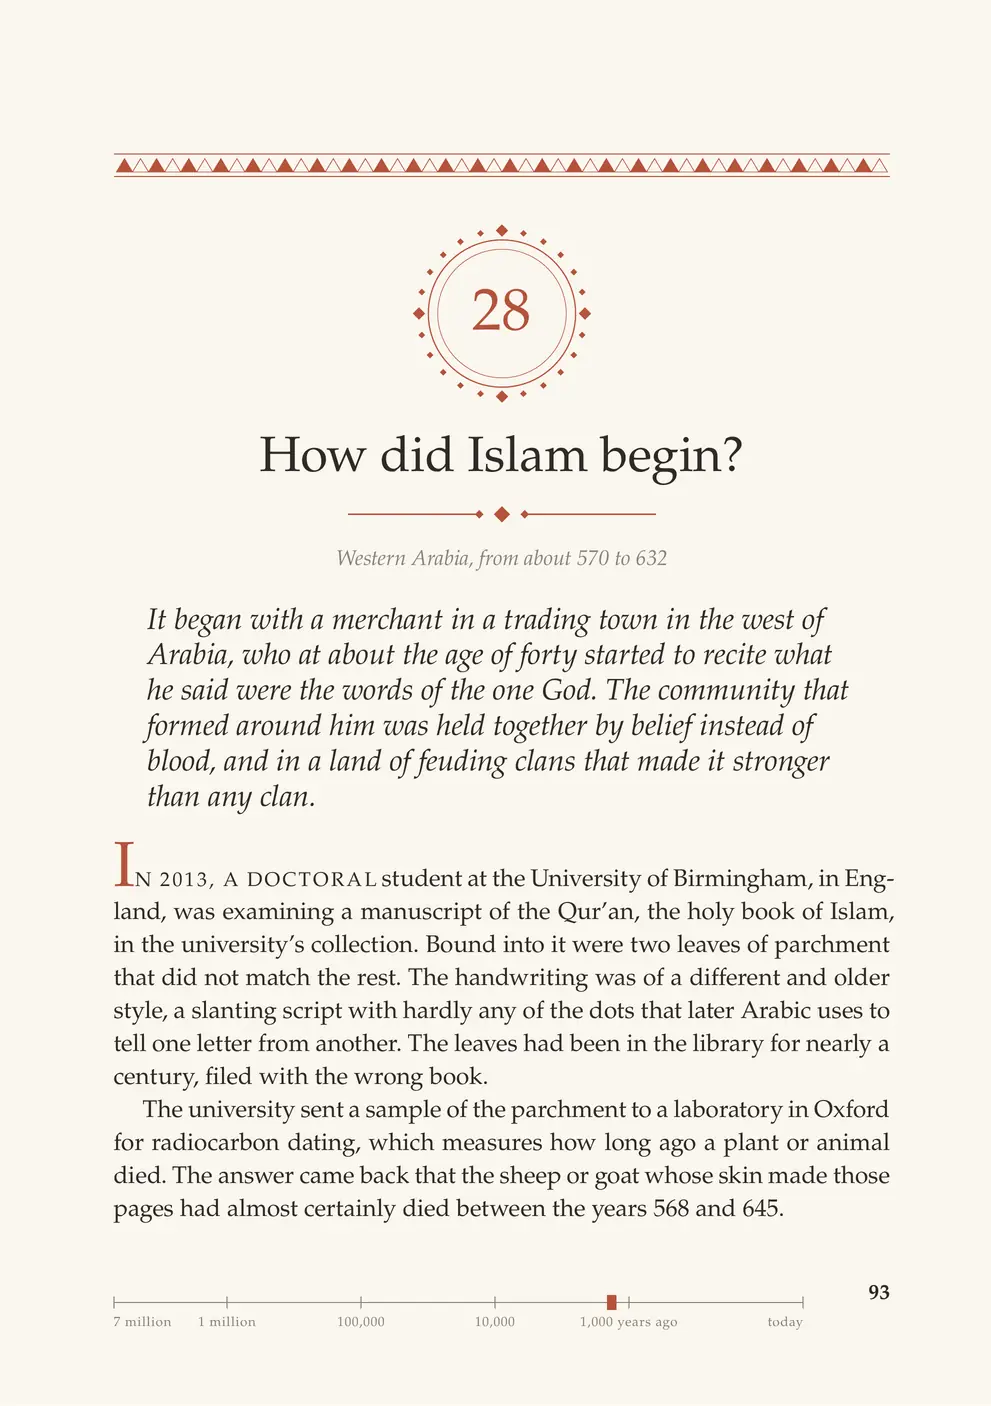 28
How did Islam begin?
Western Arabia, from about 570 to 632
It began with a merchant in a trading town in the west of
Arabia, who at about the age of forty started to recite what
he said were the words of the one God. The community that
formed around him was held together by belief instead of
blood, and in a land of feuding clans that made it stronger
than any clan.
IN 2013, A DOCTORAL student at the University of Birmingham, in Eng-
land, was examining a manuscript of the Qur’an, the holy book of Islam,
in the university’s collection. Bound into it were two leaves of parchment
that did not match the rest. The handwriting was of a different and older
style, a slanting script with hardly any of the dots that later Arabic uses to
tell one letter from another. The leaves had been in the library for nearly a
century, filed with the wrong book.
The university sent a sample of the parchment to a laboratory in Oxford
for radiocarbon dating, which measures how long ago a plant or animal
died. The answer came back that the sheep or goat whose skin made those
pages had almost certainly died between the years 568 and 645.
93
7 million 1 million 100,000 10,000 1,000 years ago today